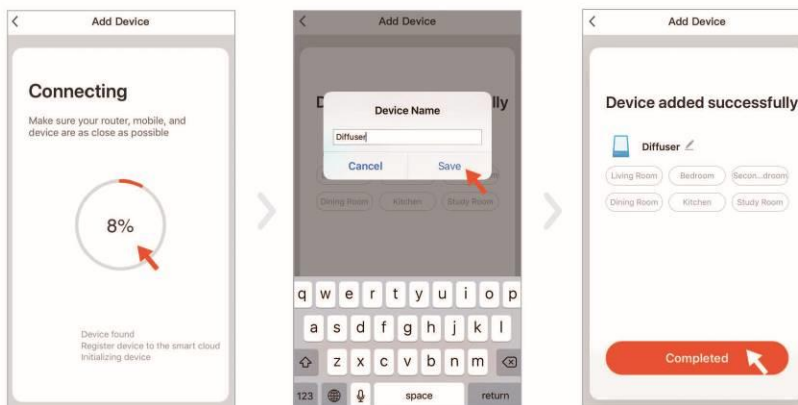 Add Device
Connecting
Make sure your router, mobile, and
device are as close as possible
8%
Device found
Register device to the smart cloud
Initializing device
Add Device
lly
Device Name
Diffuser
Cancel
Save
Dining Room
Kitchen
Study Room
q w e r t y u i o p
a s d f g h j k l
z x c v b n m
123
space
return
Add Device
Device added successfully
Diffuser
Living Room
Bedroom
Secon...droom
Dining Room
Kitchen
Study Room
Completed